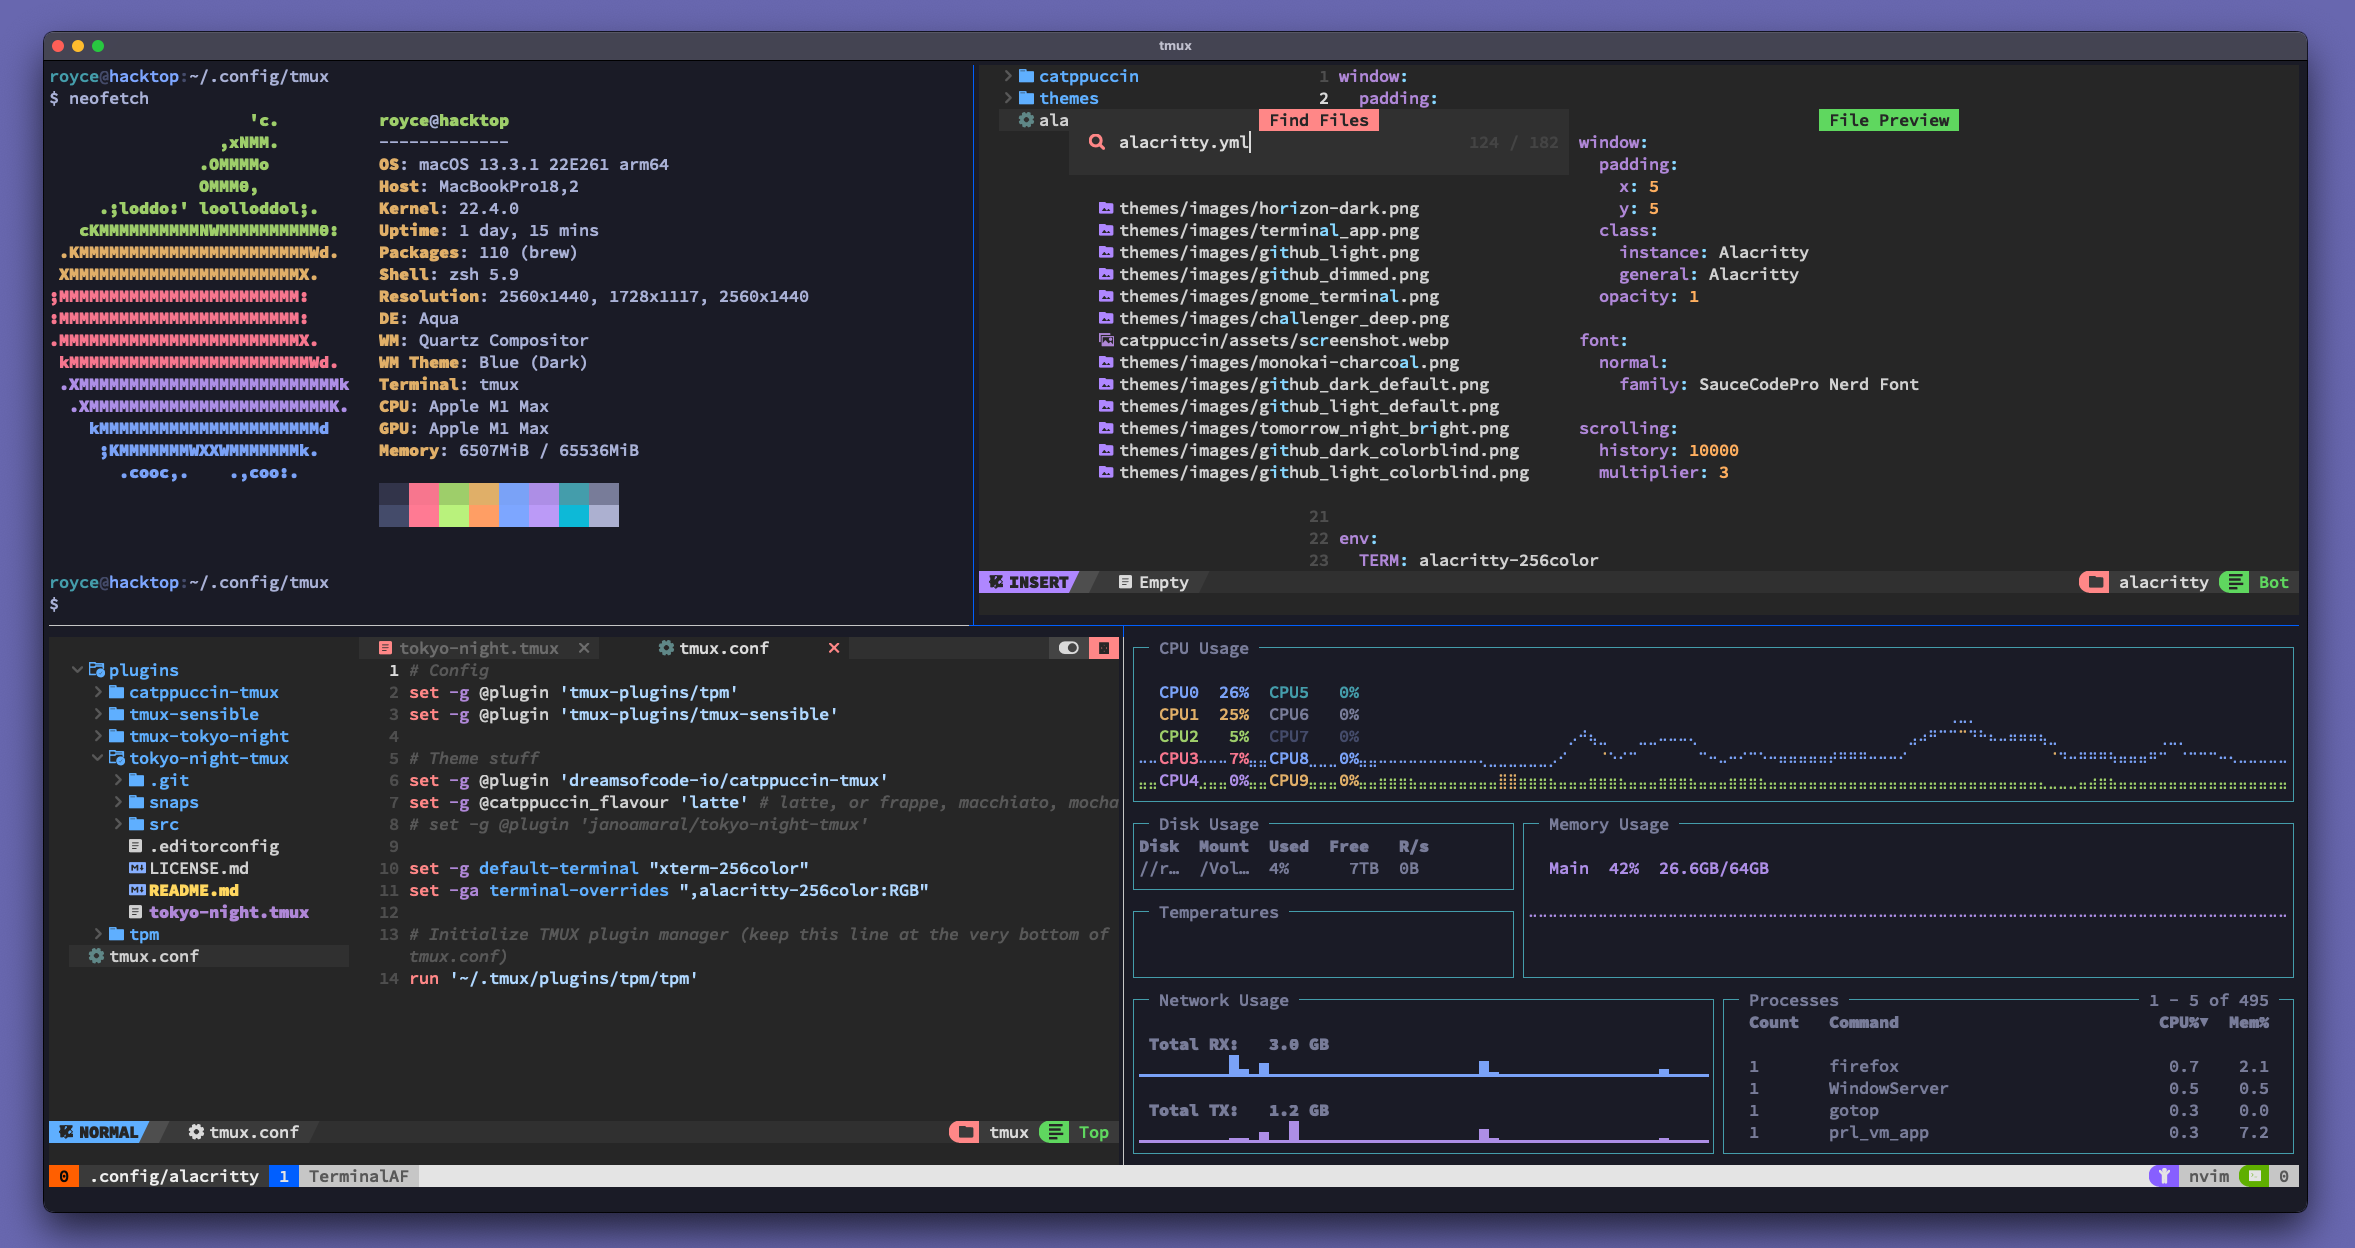 tmux
royce@hacktop:~/.config/tmux
$ neofetch
'c.
,xNMM.
.OMMMMo
OMMM0,
.;loddo:' loolloddol;.
cKMMMMMMMMMMNWMMMMMMMMMM0:
.KMMMMMMMMMMMMMMMMMMMMMMMWd.
XMMMMMMMMMMMMMMMMMMMMMMMX.
;MMMMMMMMMMMMMMMMMMMMMMMM:
:MMMMMMMMMMMMMMMMMMMMMMMM:
.MMMMMMMMMMMMMMMMMMMMMMMMX.
kMMMMMMMMMMMMMMMMMMMMMMMMWd.
.XMMMMMMMMMMMMMMMMMMMMMMMMMMk
.XMMMMMMMMMMMMMMMMMMMMMMMMK.
kMMMMMMMMMMMMMMMMMMMMMMd
;KMMMMMMMWXXWMMMMMMMk.
.cooc,.    .,coo:.
royce@hacktop
-------------
OS: macOS 13.3.1 22E261 arm64
Host: MacBookPro18,2
Kernel: 22.4.0
Uptime: 1 day, 15 mins
Packages: 110 (brew)
Shell: zsh 5.9
Resolution: 2560x1440, 1728x1117, 2560x1440
DE: Aqua
WM: Quartz Compositor
WM Theme: Blue (Dark)
Terminal: tmux
CPU: Apple M1 Max
GPU: Apple M1 Max
Memory: 6507MiB / 65536MiB
royce@hacktop:~/.config/tmux
$
catppuccin
themes
ala
1 window:
2   padding:
Find Files
alacritty.yml 124 / 182
themes/images/horizon-dark.png
themes/images/terminal_app.png
themes/images/github_light.png
themes/images/github_dimmed.png
themes/images/gnome_terminal.png
themes/images/challenger_deep.png
catppuccin/assets/screenshot.webp
themes/images/monokai-charcoal.png
themes/images/github_dark_default.png
themes/images/github_light_default.png
themes/images/tomorrow_night_bright.png
themes/images/github_dark_colorblind.png
themes/images/github_light_colorblind.png
File Preview
window:
padding:
x: 5
y: 5
class:
instance: Alacritty
general: Alacritty
opacity: 1
font:
normal:
family: SauceCodePro Nerd Font
scrolling:
history: 10000
multiplier: 3
21
22 env:
23   TERM: alacritty-256color
INSERT Empty alacritty Bot
plugins
catppuccin-tmux
tmux-sensible
tmux-tokyo-night
tokyo-night-tmux
.git
snaps
src
.editorconfig
LICENSE.md
README.md
tokyo-night.tmux
tpm
tmux.conf
tokyo-night.tmux tmux.conf
1 # Config
2 set -g @plugin 'tmux-plugins/tpm'
3 set -g @plugin 'tmux-plugins/tmux-sensible'
4
5 # Theme stuff
6 set -g @plugin 'dreamsofcode-io/catppuccin-tmux'
7 set -g @catppuccin_flavour 'latte' # latte, or frappe, macchiato, mocha
8 # set -g @plugin 'janoamaral/tokyo-night-tmux'
9
10 set -g default-terminal "xterm-256color"
11 set -ga terminal-overrides ",alacritty-256color:RGB"
12
13 # Initialize TMUX plugin manager (keep this line at the very bottom of
tmux.conf)
14 run '~/.tmux/plugins/tpm/tpm'
NORMAL tmux.conf tmux Top
CPU Usage
CPU0 26% CPU5 0%
CPU1 25% CPU6 0%
CPU2 5% CPU7 0%
CPU3 7% CPU8 0%
CPU4 0% CPU9 0%
Disk Usage
Disk Mount Used Free R/s
//r… /Vol… 4% 7TB 0B
Memory Usage
Main 42% 26.6GB/64GB
Temperatures
Network Usage
Total RX: 3.0 GB
Total TX: 1.2 GB
Processes 1 - 5 of 495
Count Command CPU%▼ Mem%
1 firefox 0.7 2.1
1 WindowServer 0.5 0.5
1 gotop 0.3 0.0
1 prl_vm_app 0.3 7.2
0 .config/alacritty 1 TerminalAF nvim 0